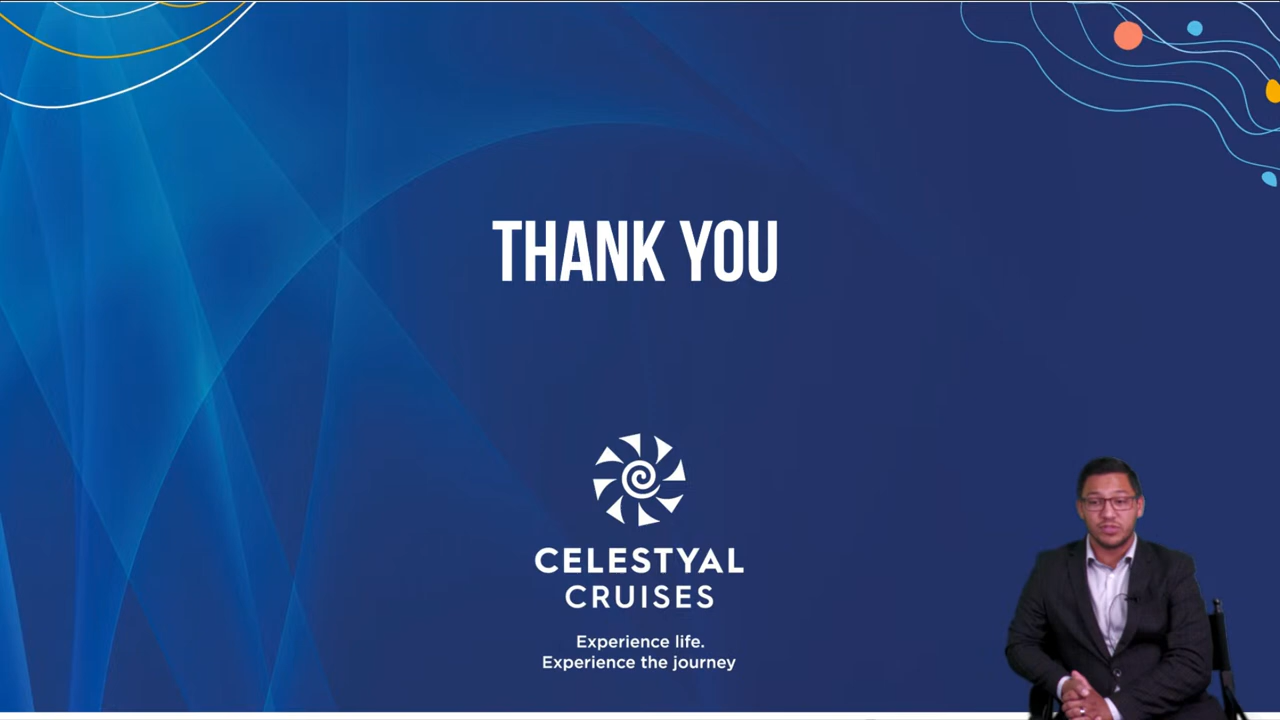 THANK YOU
CELESTYAL
CRUISES
Experience life.
Experience the journey